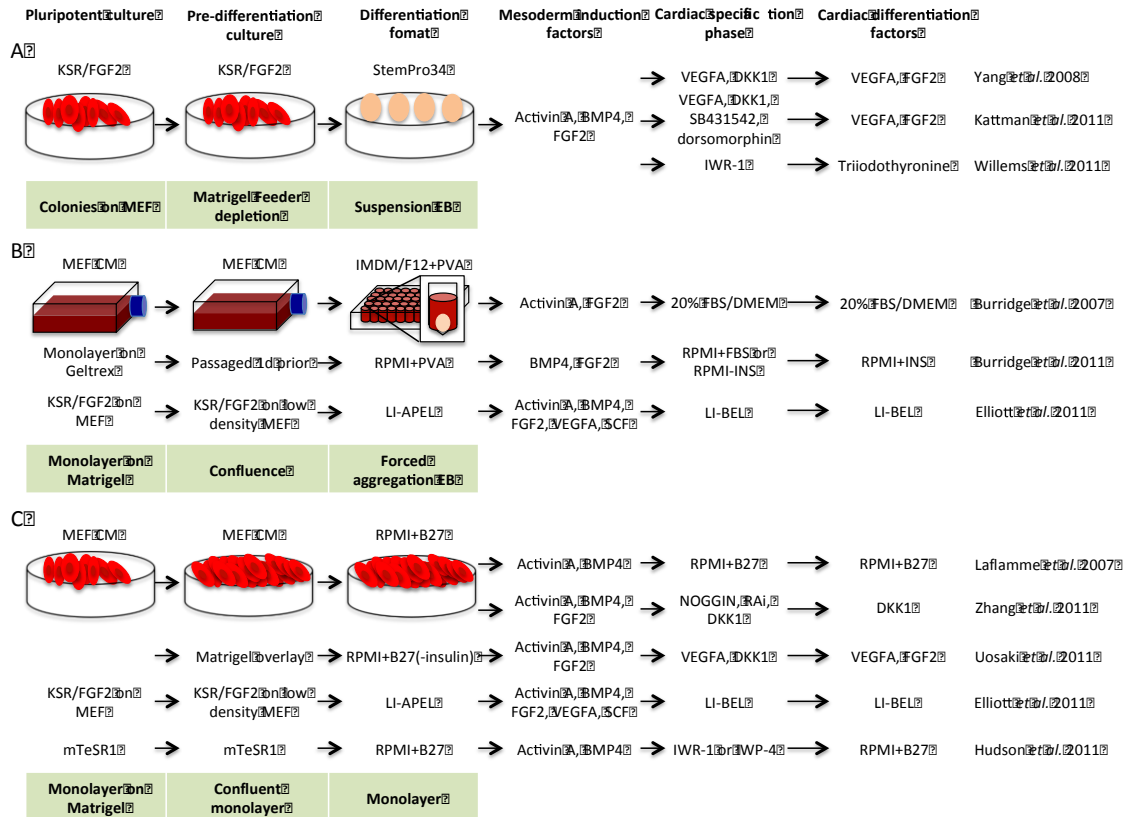 Pluripotent culture
Pre-differentiation culture
Differentiation fomat
Mesoderm induction factors
Cardiac specific tion phase
Cardiac differentiation factors
A
KSR/FGF2
KSR/FGF2
StemPro34
Activin A, BMP4, FGF2
VEGFA, DKK1
VEGFA, FGF2
Yang et al. 2008
VEGFA, DKK1, SB431542, dorsomorphin
VEGFA, FGF2
Kattman et al. 2011
IWR-1
Triiodothyronine
Willems et al. 2011
Colonies on MEF
Matrigel Feeder depletion
Suspension EB
B
MEF CM
MEF CM
IMDM/F12+PVA
Activin A, FGF2
20% FBS/DMEM
20% FBS/DMEM
Burridge et al. 2007
Monolayer on Geltrex
Passaged 1d prior
RPMI+PVA
BMP4, FGF2
RPMI+FBS or RPMI-INS
RPMI+INS
Burridge et al. 2011
KSR/FGF2 on MEF
KSR/FGF2 on low density MEF
LI-APEL
Activin A, BMP4, FGF2, VEGFA, SCF
LI-BEL
LI-BEL
Elliott et al. 2011
Monolayer on Matrigel
Confluence
Forced aggregation EB
C
MEF CM
MEF CM
RPMI+B27
Activin A, BMP4
RPMI+B27
RPMI+B27
Laflamme et al. 2007
Activin A, BMP4, FGF2
NOGGIN, RAi, DKK1
DKK1
Zhang et al. 2011
Matrigel overlay
RPMI+B27(-insulin)
Activin A, BMP4, FGF2
VEGFA, DKK1
VEGFA, FGF2
Uosaki et al. 2011
KSR/FGF2 on MEF
KSR/FGF2 on low density MEF
LI-APEL
Activin A, BMP4, FGF2, VEGFA, SCF
LI-BEL
LI-BEL
Elliott et al. 2011
mTeSR1
mTeSR1
RPMI+B27
Activin A, BMP4
IWR-1 or IWP-4
RPMI+B27
Hudson et al. 2011
Monolayer on Matrigel
Confluent monolayer
Monolayer